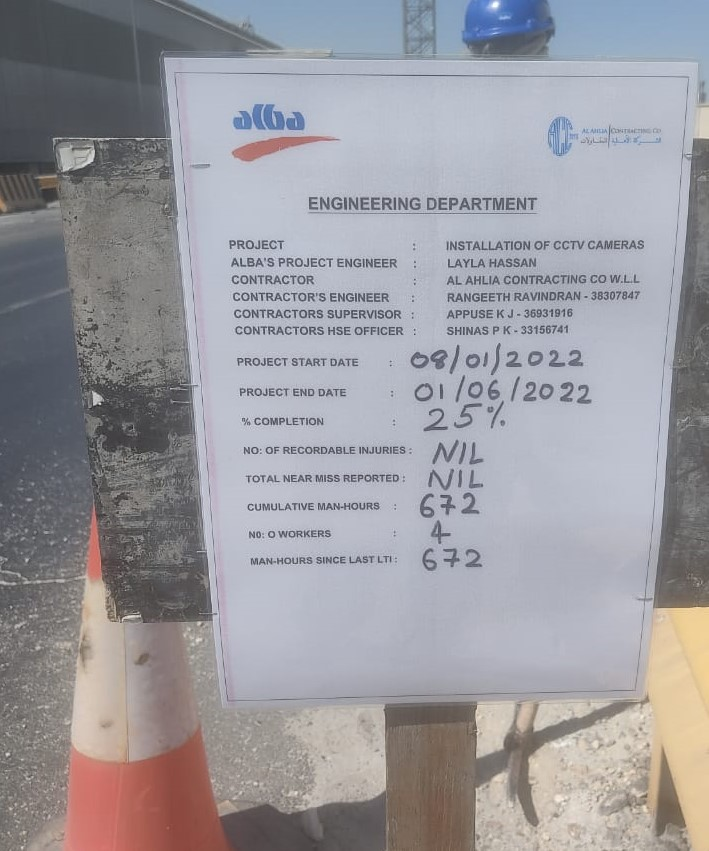 alba
AL AHLIA CONTRACTING CO.
ENGINEERING DEPARTMENT
PROJECT : INSTALLATION OF CCTV CAMERAS
ALBA'S PROJECT ENGINEER : LAYLA HASSAN
CONTRACTOR : AL AHLIA CONTRACTING CO W.L.L
CONTRACTOR'S ENGINEER : RANGEETH RAVINDRAN - 38307847
CONTRACTORS SUPERVISOR : APPUSE K J - 36931916
CONTRACTORS HSE OFFICER : SHINAS P K - 33156741
PROJECT START DATE : 08/01/2022
PROJECT END DATE : 01/06/2022
% COMPLETION : 25%
NO: OF RECORDABLE INJURIES : NIL
TOTAL NEAR MISS REPORTED : NIL
CUMULATIVE MAN-HOURS : 672
N0: O WORKERS : 4
MAN-HOURS SINCE LAST LTI : 672